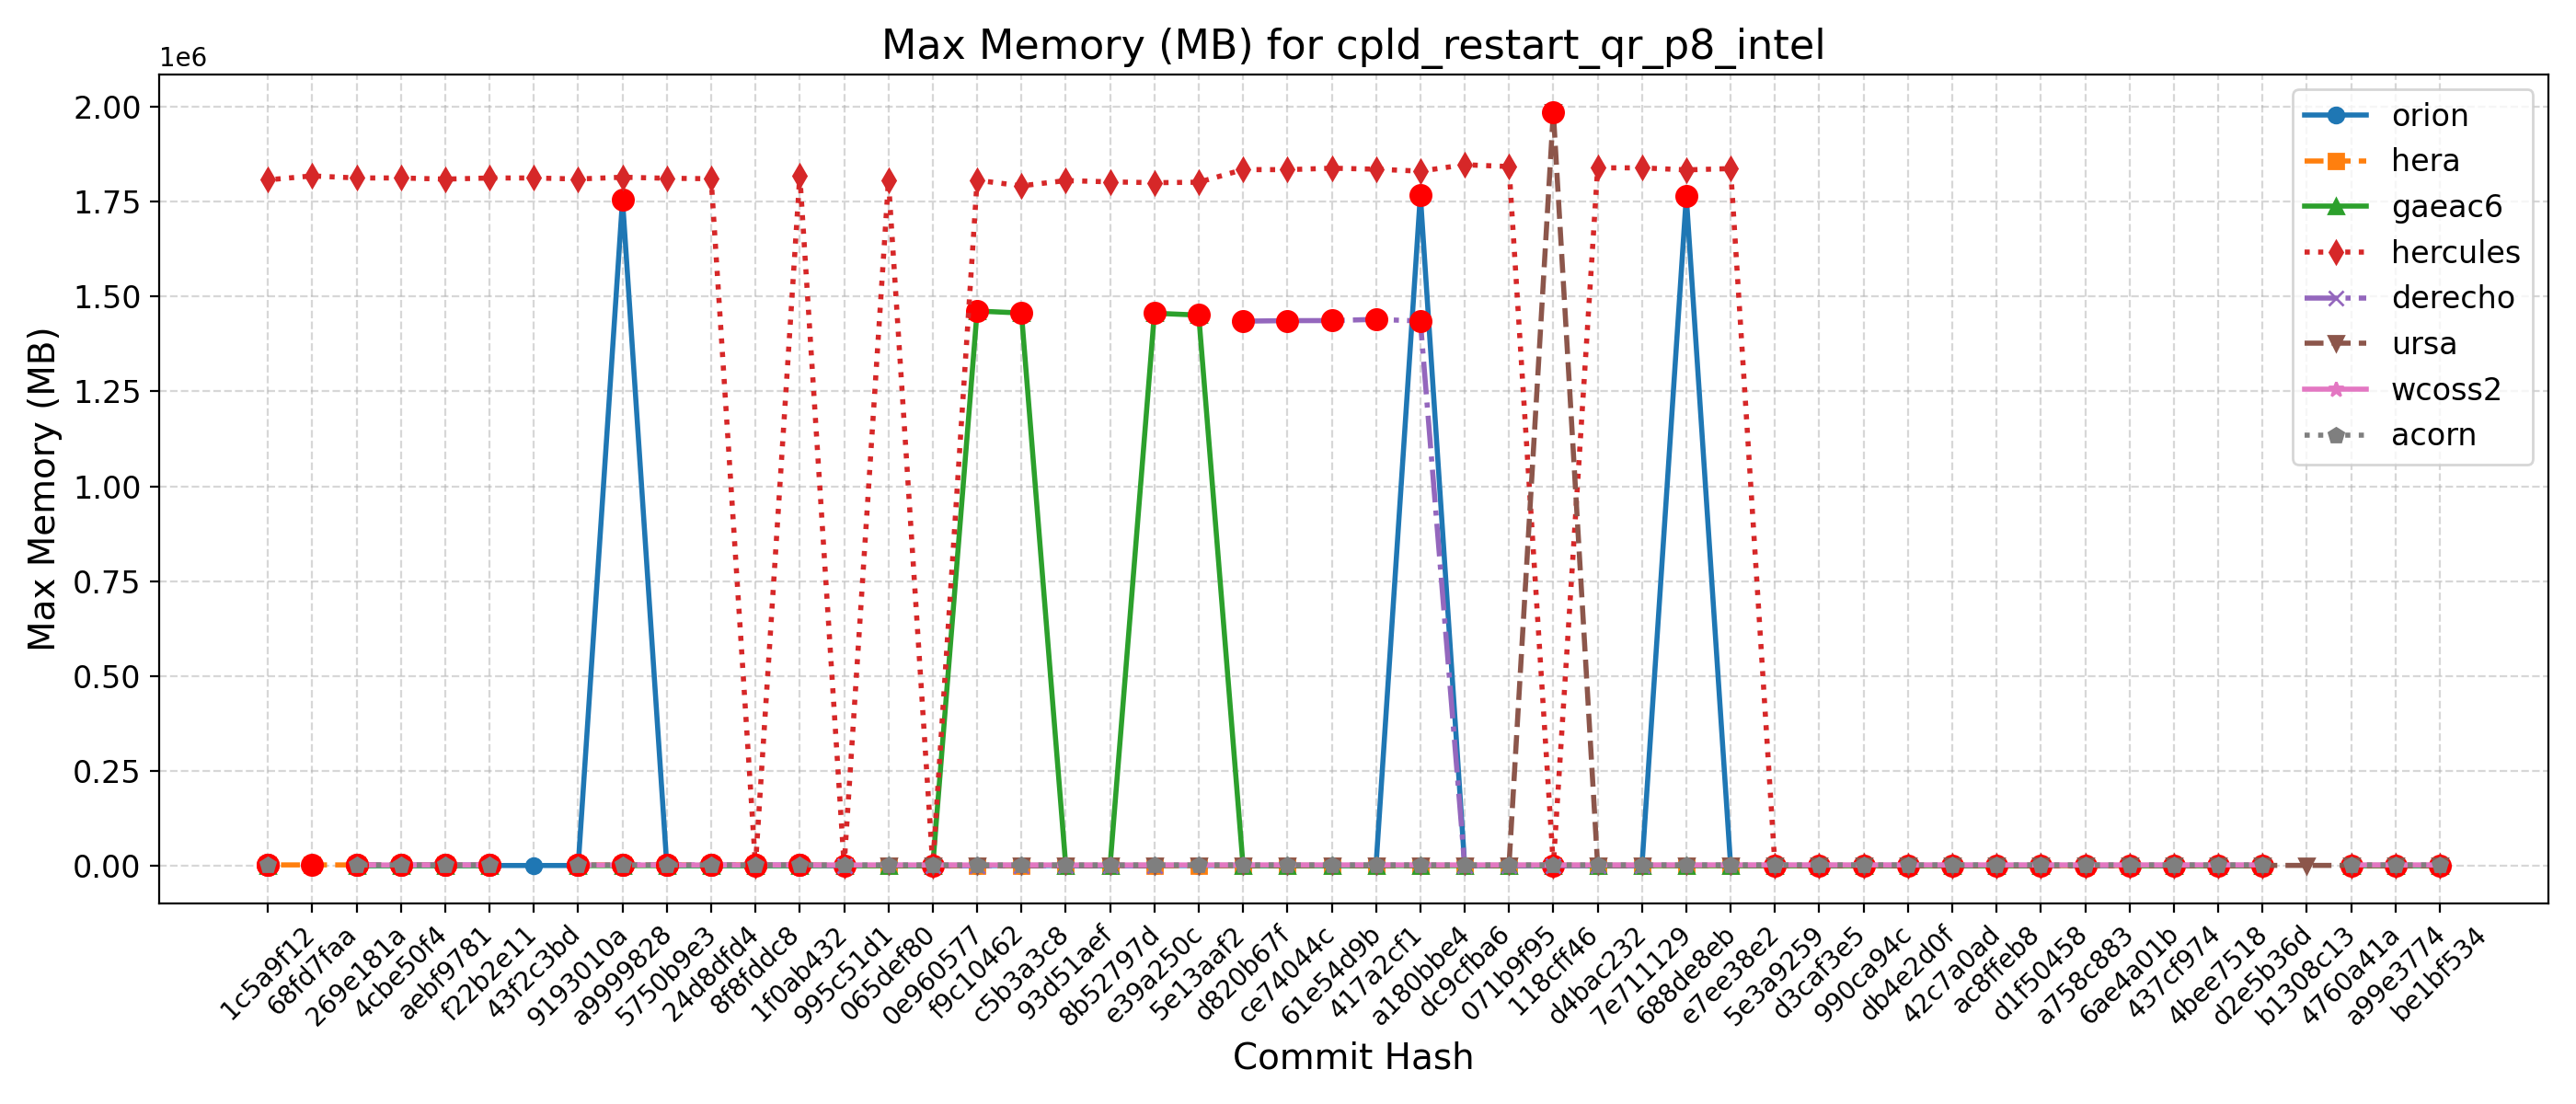 Max Memory (MB) for cpld_restart_qr_p8_intel
1e6
2.00
1.75
1.50
1.25
1.00
0.75
0.50
0.25
0.00
Max Memory (MB)
orion
hera
gaeac6
hercules
derecho
ursa
wcoss2
acorn
1c5a9f12
68fd7faa
269e181a
4cbe50f4
aebf9781
f22b2e11
43f2c3bd
9193010a
a9999828
5750b9e3
24d8dfd4
8f8fddc8
1f0ab432
995c51d1
065def80
0e960577
f9c10462
c5b3a3c8
93d51aef
8b52797d
e39a250c
5e13aaf2
d820b67f
ce74044c
61e54d9b
417a2cf1
a180bbe4
dc9cfba6
071b9f95
118cff46
d4bac232
7e711129
688de8eb
e7ee38e2
5e3a9259
d3caf3e5
990ca94c
db4e2d0f
42c7a0ad
ac8ffeb8
d1f50458
a758c883
6ae4a01b
437cf974
4bee7518
d2e5b36d
b1308c13
4760a41a
a99e3774
be1bf534
Commit Hash